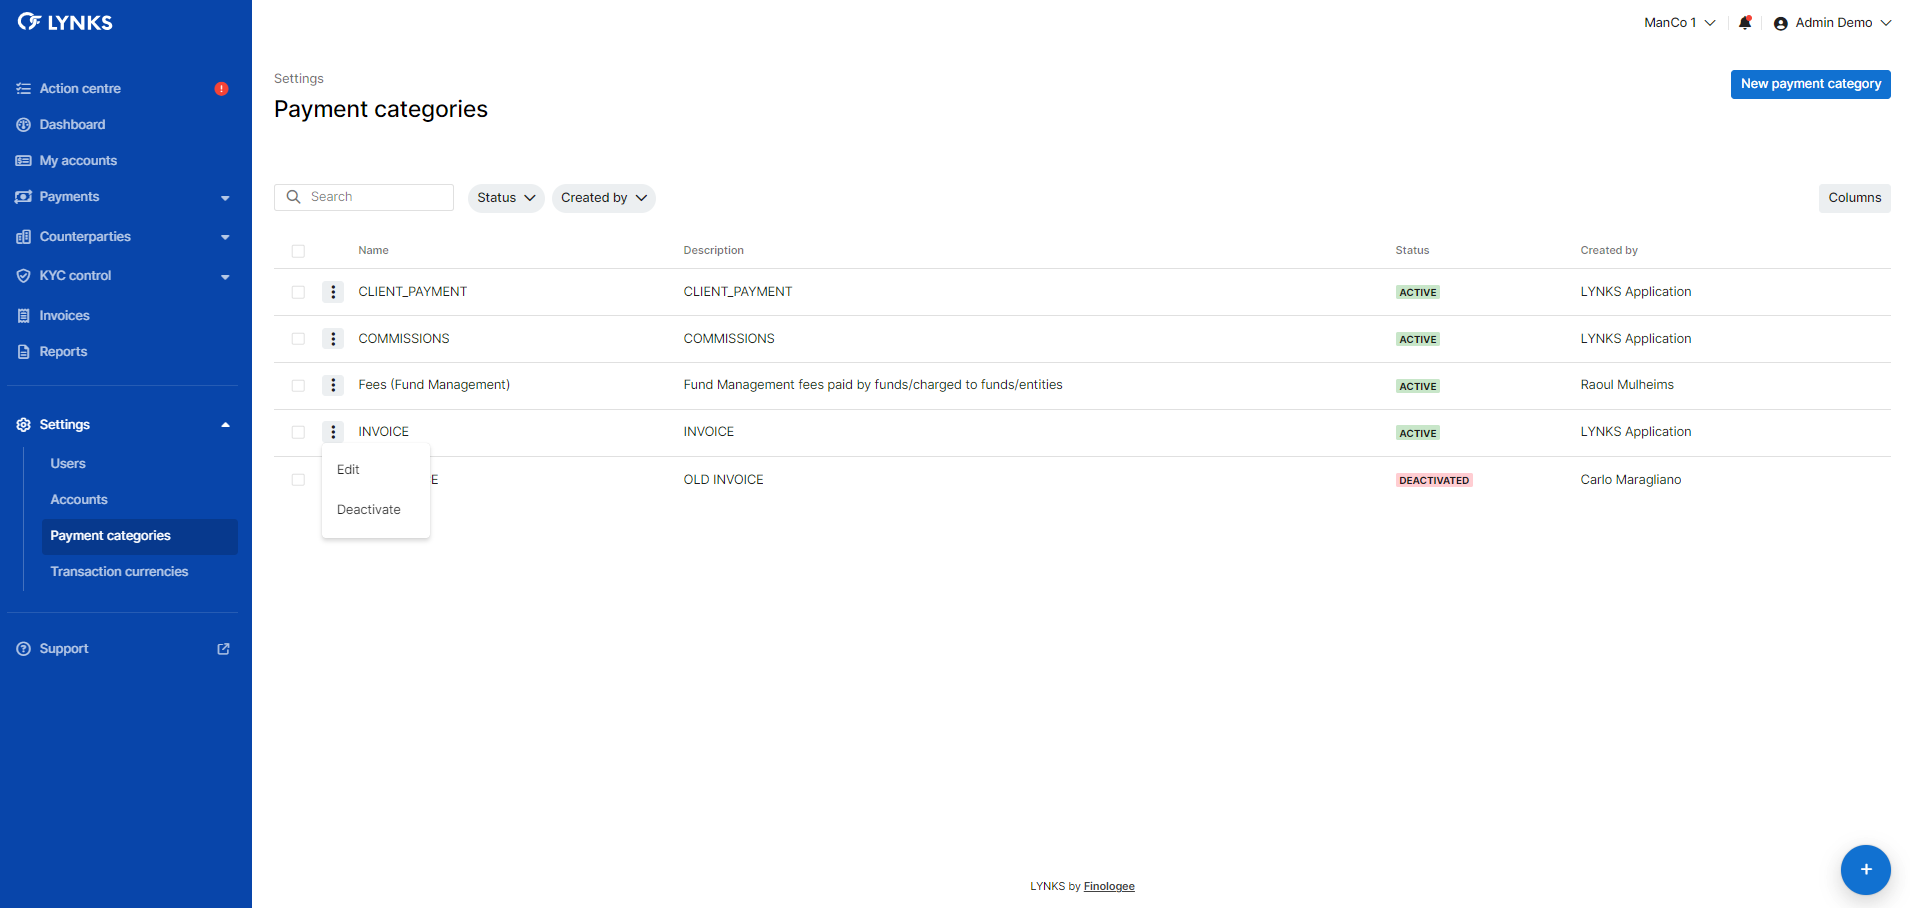 LYNKS
ManCo 1
Admin Demo
Action centre
Dashboard
My accounts
Payments
Counterparties
KYC control
Invoices
Reports
Settings
Users
Accounts
Payment categories
Transaction currencies
Support
Settings
Payment categories
New payment category
Search
Status
Created by
Columns
Name Description Status Created by
CLIENT_PAYMENT CLIENT_PAYMENT ACTIVE LYNKS Application
COMMISSIONS COMMISSIONS ACTIVE LYNKS Application
Fees (Fund Management) Fund Management fees paid by funds/charged to funds/entities ACTIVE Raoul Mulheims
INVOICE INVOICE ACTIVE LYNKS Application
E OLD INVOICE DEACTIVATED Carlo Maragliano
Edit
Deactivate
LYNKS by Finologee